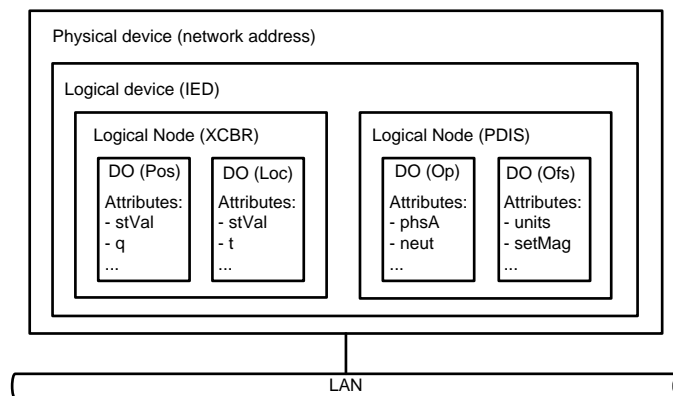 Physical device (network address)
Logical device (IED)
Logical Node (XCBR)
DO (Pos)
Attributes:
- stVal
- q
...
DO (Loc)
Attributes:
- stVal
- t
...
Logical Node (PDIS)
DO (Op)
Attributes:
- phsA
- neut
...
DO (Ofs)
Attributes:
- units
- setMag
...
LAN